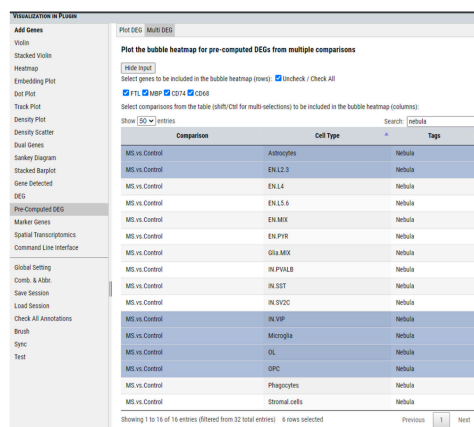 VISUALIZATION IN PLUGIN
Add Genes
Violin
Stacked Violin
Heatmap
Embedding Plot
Dot Plot
Track Plot
Density Plot
Density Scatter
Dual Genes
Sankey Diagram
Stacked Barplot
Gene Detected
DEG
Pre-Computed DEG
Marker Genes
Spatial Transcriptomics
Command Line Interface
Global Setting
Comb. & Abbr.
Save Session
Load Session
Check All Annotations
Brush
Sync
Test
Plot DEG Multi DEG
Plot the bubble heatmap for pre-computed DEGs from multiple comparisons
Hide Input
Select genes to be included in the bubble heatmap (rows): Uncheck / Check All
FTL MBP CD74 CD68
Select comparisons from the table (shift/Ctrl for multi-selections) to be included in the bubble heatmap (columns):
Show 50 entries Search: nebula
Comparison Cell Type Tags
MS.vs.Control Astrocytes Nebula
MS.vs.Control EN.L2.3 Nebula
MS.vs.Control EN.L4 Nebula
MS.vs.Control EN.L5.6 Nebula
MS.vs.Control EN.MIX Nebula
MS.vs.Control EN.PYR Nebula
MS.vs.Control Glia.MIX Nebula
MS.vs.Control IN.PVALB Nebula
MS.vs.Control IN.SST Nebula
MS.vs.Control IN.SV2C Nebula
MS.vs.Control IN.VIP Nebula
MS.vs.Control Microglia Nebula
MS.vs.Control OL Nebula
MS.vs.Control OPC Nebula
MS.vs.Control Phagocytes Nebula
MS.vs.Control Stromal.cells Nebula
Showing 1 to 16 of 16 entries (filtered from 32 total entries) 6 rows selected Previous 1 Next